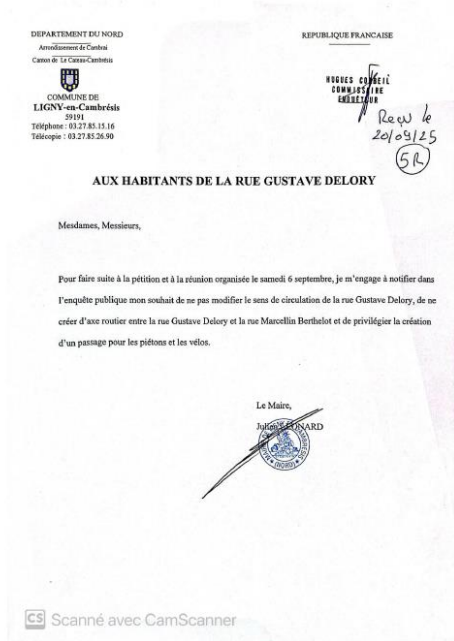 DEPARTEMENT DU NORD
REPUBLIQUE FRANCAISE
Arrondissement de Cambrai
Canton de Le Cateau-Cambrésis
COMMUNE DE
LIGNY-en-Cambrésis
59191
Téléphone : 03.27.85.15.16
Télécopie : 03.27.85.26.90
HUGUES CONSEIL
COMMISSAIRE
ENQUÊTEUR
Reçu le
20/09/25
5R
AUX HABITANTS DE LA RUE GUSTAVE DELORY
Mesdames, Messieurs,
Pour faire suite à la pétition et à la réunion organisée le samedi 6 septembre, je m'engage à notifier dans
l'enquête publique mon souhait de ne pas modifier le sens de circulation de la rue Gustave Delory, de ne
créer d'axe routier entre la rue Gustave Delory et la rue Marcellin Berthelot et de privilégier la création
d'un passage pour les piétons et les vélos.
Le Maire,
Julien LEONARD
(NORD)
CS Scanné avec CamScanner